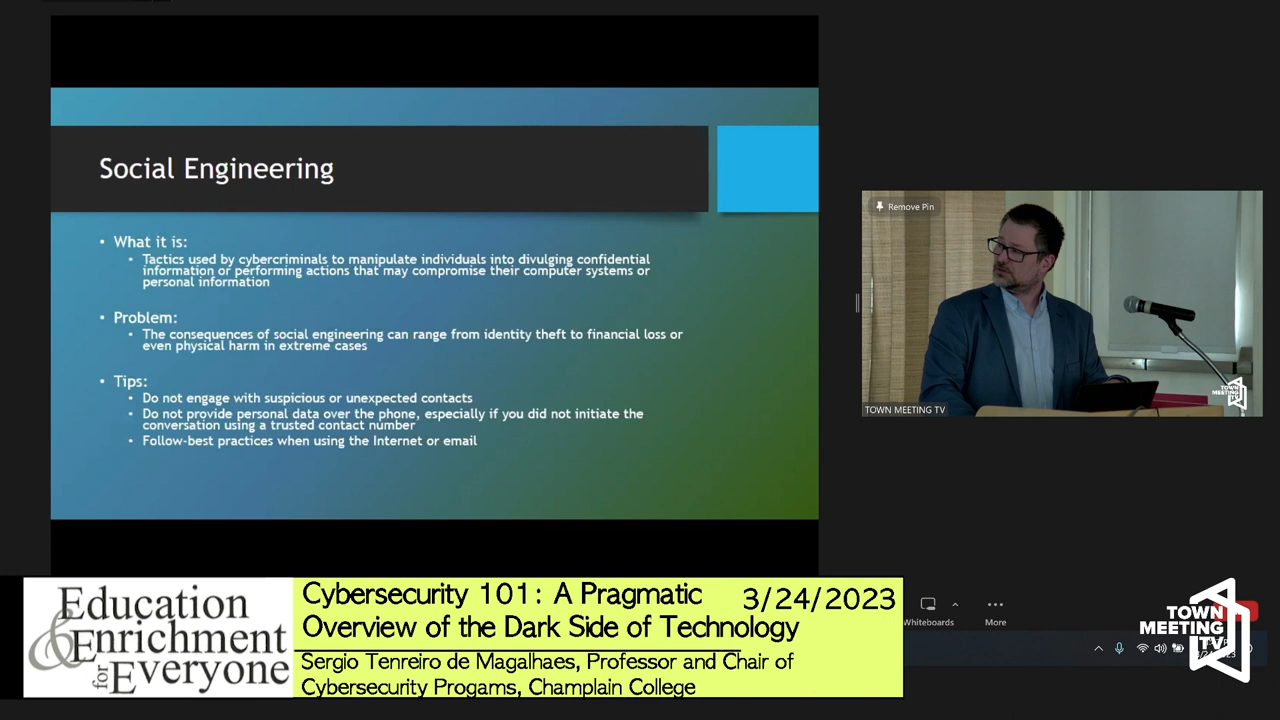 Social Engineering
• What it is:
• Tactics used by cybercriminals to manipulate individuals into divulging confidential
information or performing actions that may compromise their computer systems or
personal information
• Problem:
• The consequences of social engineering can range from identity theft to financial loss or
even physical harm in extreme cases
• Tips:
• Do not engage with suspicious or unexpected contacts
• Do not provide personal data over the phone, especially if you did not initiate the
conversation using a trusted contact number
• Follow-best practices when using the Internet or email
Remove Pin
TOWN
MEETING
TV
TOWN MEETING TV
Education
& Enrichment
for Everyone
Cybersecurity 101: A Pragmatic 3/24/2023
Overview of the Dark Side of Technology
Sergio Tenreiro de Magalhaes, Professor and Chair of
Cybersecurity Progams, Champlain College
Whiteboards
More
TOWN
MEETING
TV